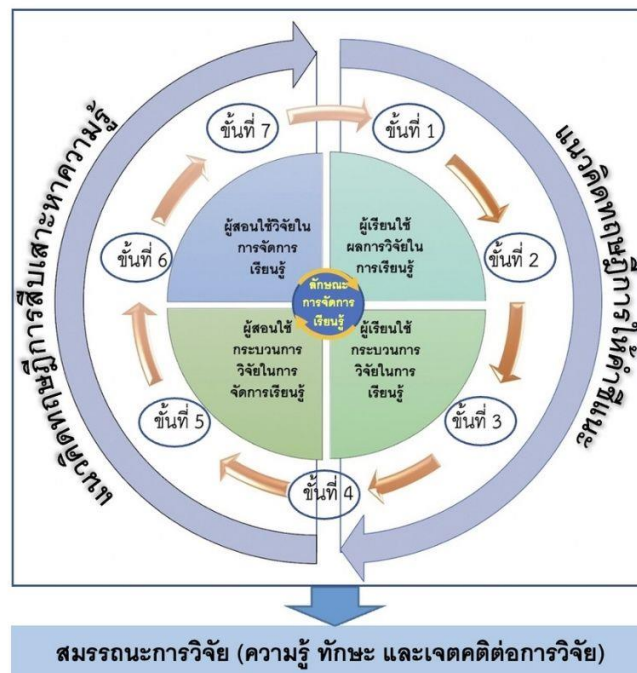 แนวคิดทฤษฎีการสืบเสาะหาความรู้
แนวคิดทฤษฎีการให้คำชี้แนะ
ขั้นที่ 7
ขั้นที่ 1
ขั้นที่ 6
ขั้นที่ 2
ขั้นที่ 5
ขั้นที่ 3
ขั้นที่ 4
ผู้สอนใช้วิจัยใน
การจัดการ
เรียนรู้
ผู้เรียนใช้
ผลการวิจัยใน
การเรียนรู้
ลักษณะ
การจัดการ
เรียนรู้
ผู้สอนใช้
กระบวนการ
วิจัยในการ
จัดการเรียนรู้
ผู้เรียนใช้
กระบวนการ
วิจัยในการ
เรียนรู้
สมรรถนะการวิจัย (ความรู้ ทักษะ และเจตคติต่อการวิจัย)